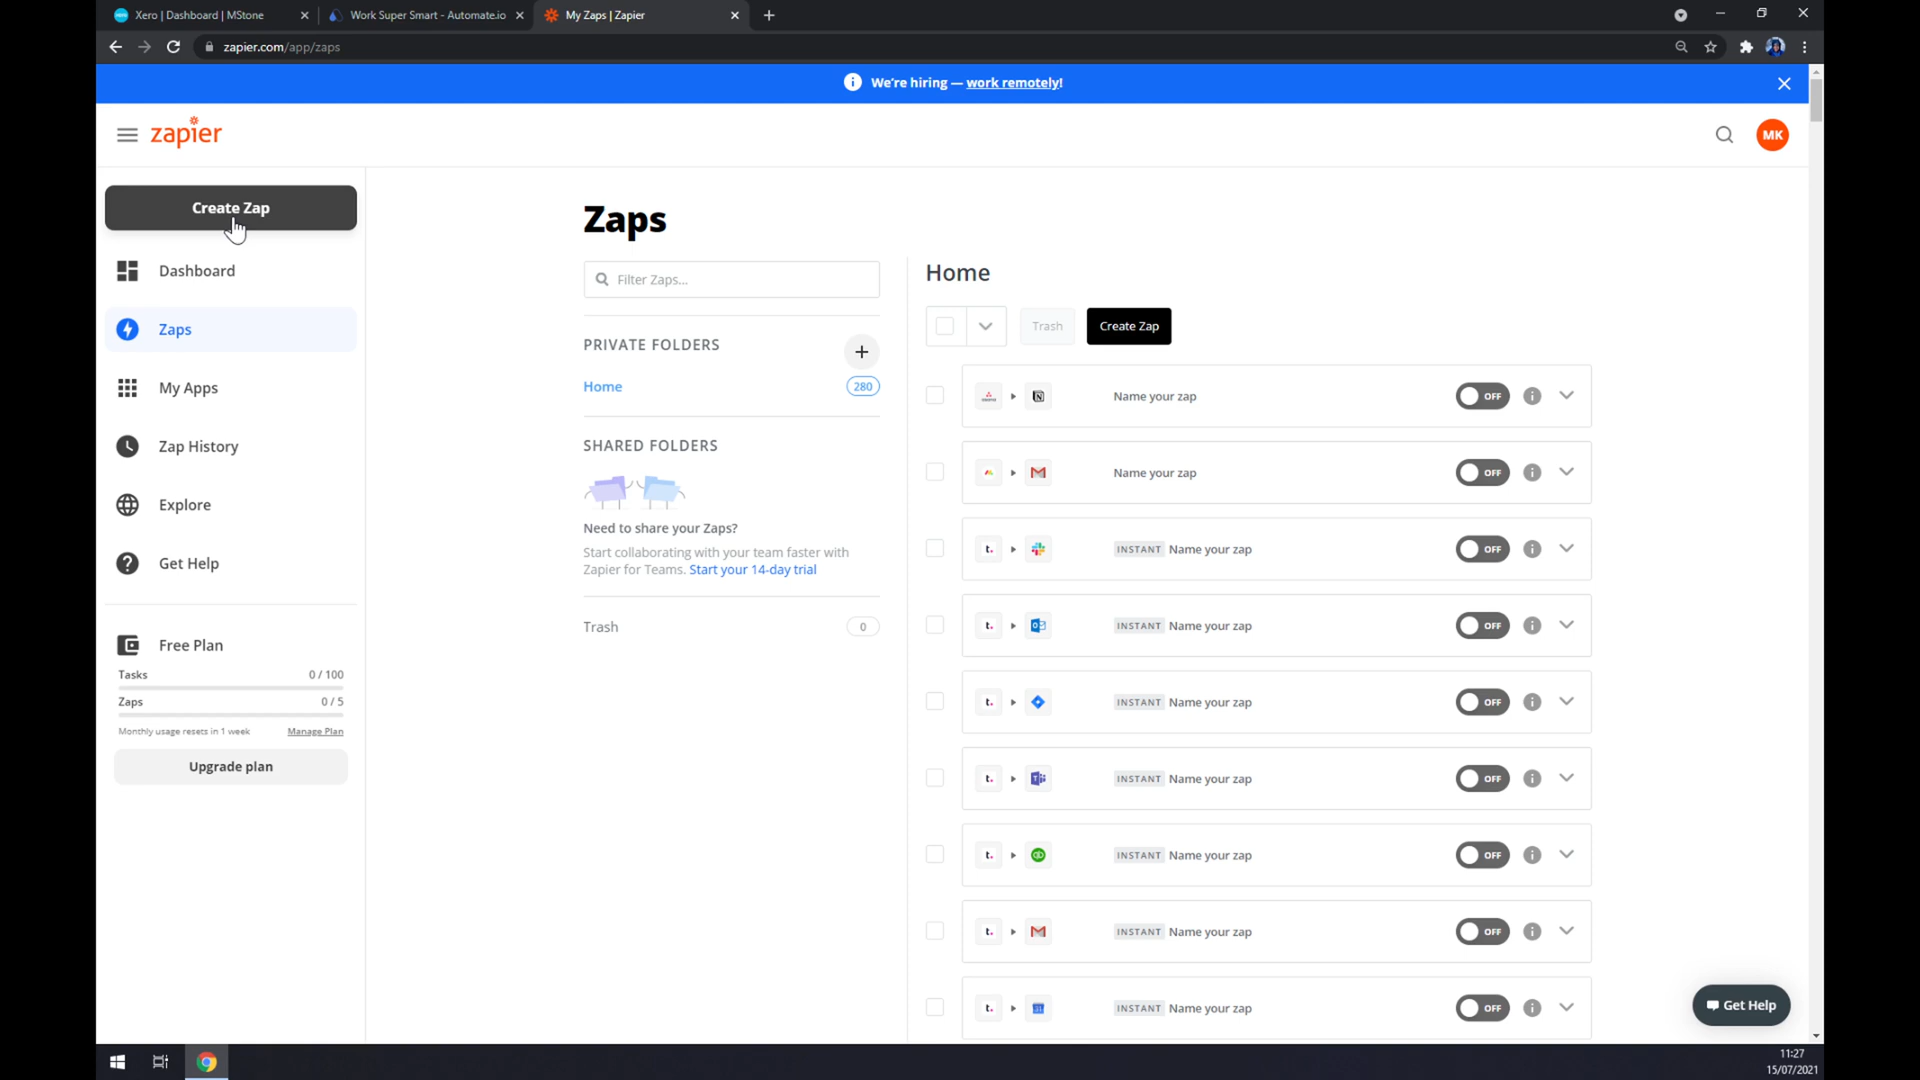 Xero | Dashboard | MStone
Work Super Smart - Automate.io
My Zaps | Zapier
zapier.com/app/zaps
We're hiring — work remotely!
zapier
MK
Create Zap
Dashboard
Zaps
My Apps
Zap History
Explore
Get Help
Free Plan
Tasks 0 / 100
Zaps 0 / 5
Monthly usage resets in 1 week Manage Plan
Upgrade plan
Zaps
Filter Zaps...
PRIVATE FOLDERS
Home 280
SHARED FOLDERS
Need to share your Zaps?
Start collaborating with your team faster with
Zapier for Teams. Start your 14-day trial
Trash 0
Home
Trash Create Zap
Name your zap OFF
Name your zap OFF
t. INSTANT Name your zap OFF
t. INSTANT Name your zap OFF
t. INSTANT Name your zap OFF
t. INSTANT Name your zap OFF
t. INSTANT Name your zap OFF
t. INSTANT Name your zap OFF
t. INSTANT Name your zap OFF
Get Help
11:27
15/07/2021